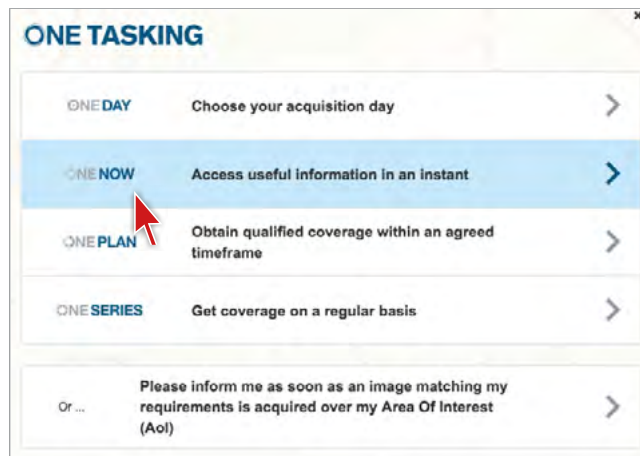 ONE TASKING
ONE DAY Choose your acquisition day
ONE NOW Access useful information in an instant
ONE PLAN Obtain qualified coverage within an agreed
timeframe
ONE SERIES Get coverage on a regular basis
Or ... Please inform me as soon as an image matching my
requirements is acquired over my Area Of Interest
(AoI)